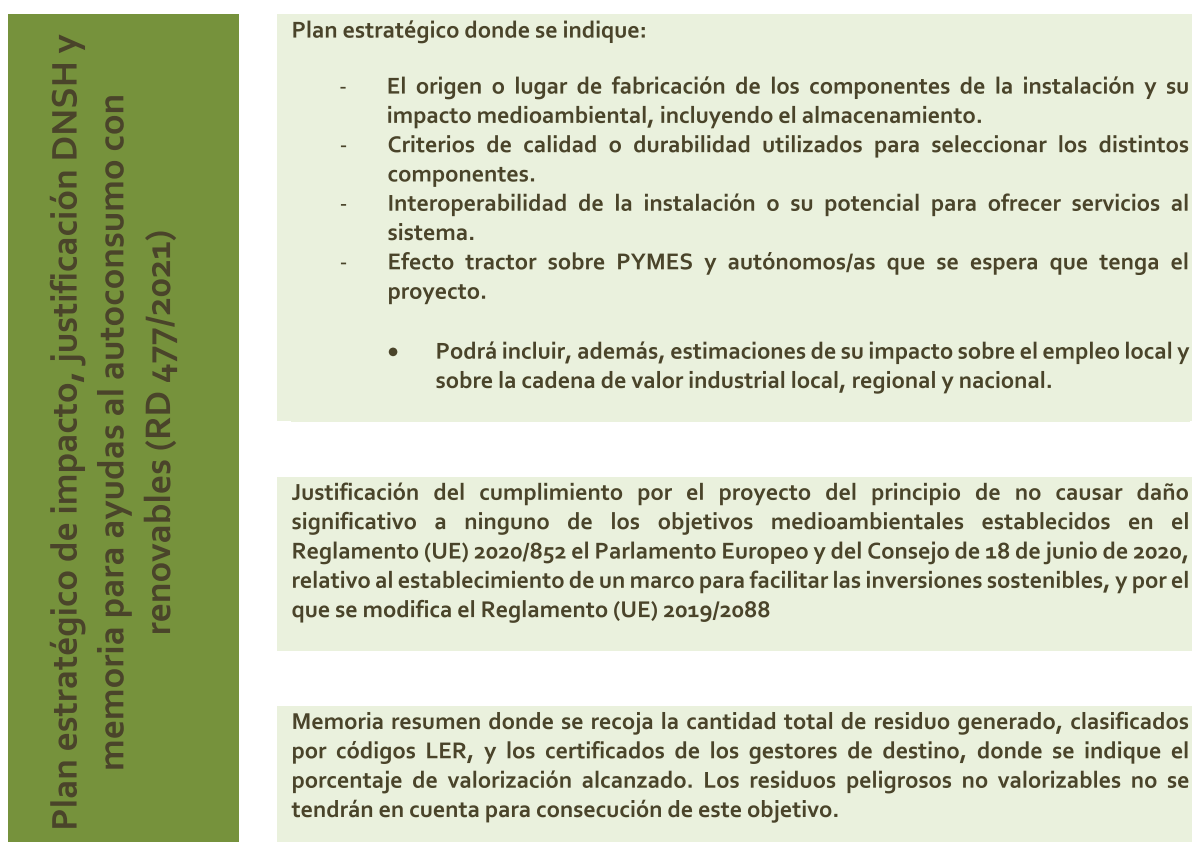 Plan estratégico de impacto, justificación DNSH y
memoria para ayudas al autoconsumo con
renovables (RD 477/2021)
Plan estratégico donde se indique:
- El origen o lugar de fabricación de los componentes de la instalación y su
impacto medioambiental, incluyendo el almacenamiento.
- Criterios de calidad o durabilidad utilizados para seleccionar los distintos
componentes.
- Interoperabilidad de la instalación o su potencial para ofrecer servicios al
sistema.
- Efecto tractor sobre PYMES y autónomos/as que se espera que tenga el
proyecto.
• Podrá incluir, además, estimaciones de su impacto sobre el empleo local y
sobre la cadena de valor industrial local, regional y nacional.
Justificación del cumplimiento por el proyecto del principio de no causar daño
significativo a ninguno de los objetivos medioambientales establecidos en el
Reglamento (UE) 2020/852 el Parlamento Europeo y del Consejo de 18 de junio de 2020,
relativo al establecimiento de un marco para facilitar las inversiones sostenibles, y por el
que se modifica el Reglamento (UE) 2019/2088
Memoria resumen donde se recoja la cantidad total de residuo generado, clasificados
por códigos LER, y los certificados de los gestores de destino, donde se indique el
porcentaje de valorización alcanzado. Los residuos peligrosos no valorizables no se
tendrán en cuenta para consecución de este objetivo.